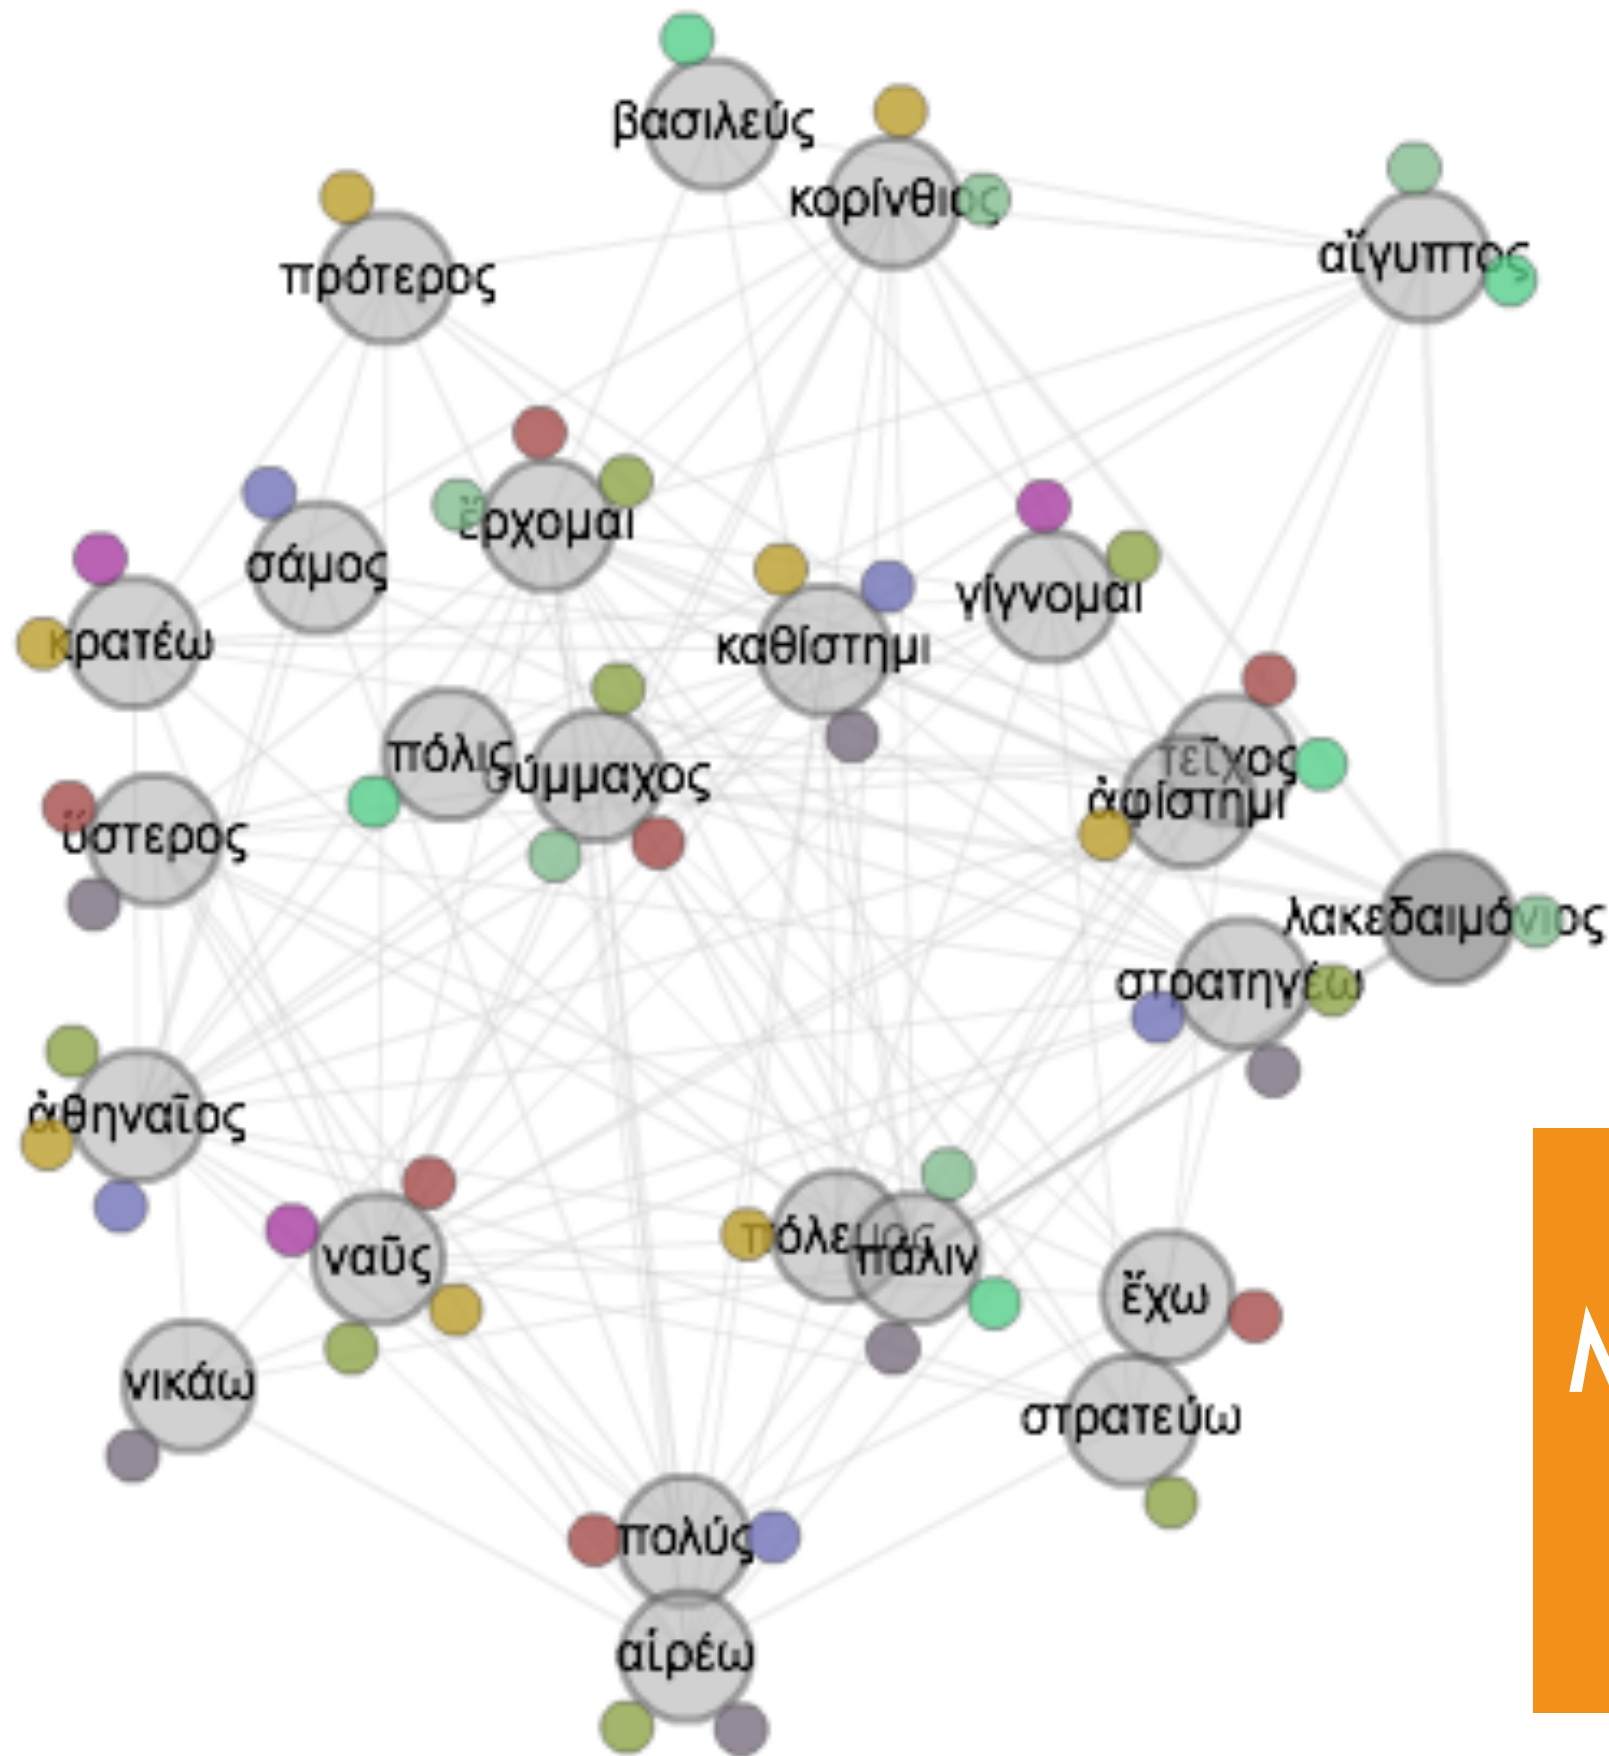 βασιλεύς
κορίνθιος
αἴγυπτος
πρότερος
ἔρχομαι
σάμος
γίγνομαι
κρατέω
καθίστημι
πόλις
σύμμαχος
τεῖχος
ἀφίστημι
ὕστερος
λακεδαιμόνιος
στρατηγέω
ἀθηναῖος
πόλεμος
πάλιν
ναῦς
ἔχω
νικάω
στρατεύω
πολύς
αἱρέω